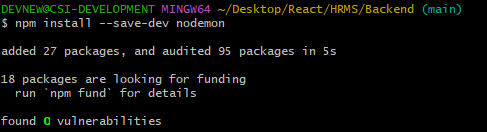 DEVNEW@CSI-DEVELOPMENT MINGW64 ~/Desktop/React/HRMS/Backend (main)
$ npm install --save-dev nodemon
added 27 packages, and audited 95 packages in 5s
18 packages are looking for funding
  run `npm fund` for details
found 0 vulnerabilities